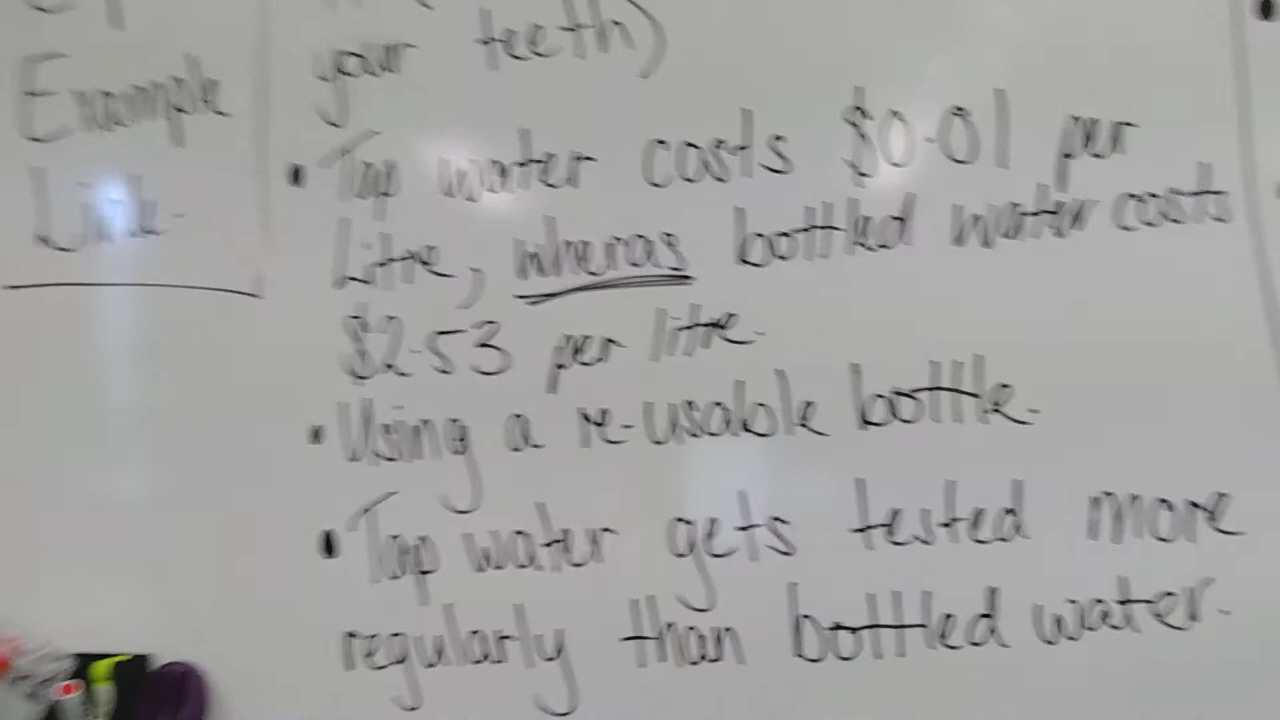 Example
Link.
your teeth)
• Tap water costs $0.01 per
Litre, wheras bottled water costs
$2.53 per litre.
• Using a re-usable bottle.
• Tap water gets tested more
regularly than bottled water.